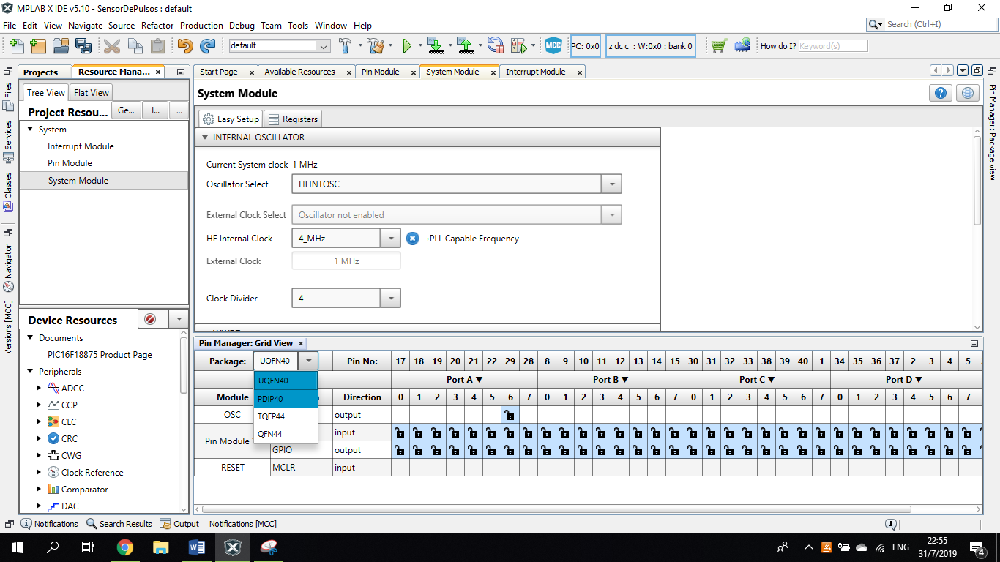 MPLAB X IDE v5.10 - SensorDePulsos : default
File Edit View Navigate Source Refactor Production Debug Team Tools Window Help
Search (Ctrl+I)
default
MCC
PC: 0x0
z dc c : W:0x0 : bank 0
How do I? Keyword(s)
Projects
Resource Mana...
Start Page
Available Resources
Pin Module
System Module
Interrupt Module
Files
Services
Classes
Navigator
Versions [MCC]
Tree View
Flat View
Project Resou...
Ge...
I...
...
System
Interrupt Module
Pin Module
System Module
System Module
Easy Setup
Registers
INTERNAL OSCILLATOR
Current System clock 1 MHz
Oscillator Select HFINTOSC
External Clock Select Oscillator not enabled
HF Internal Clock 4_MHz →PLL Capable Frequency
External Clock 1 MHz
Clock Divider 4
Pin Manager: Package View
Device Resources
Documents
PIC16F18875 Product Page
Peripherals
ADCC
CCP
CLC
CRC
CWG
Clock Reference
Comparator
DAC
Pin Manager: Grid View
Package: UQFN40 Pin No: 17 18 19 20 21 22 29 28 8 9 10 11 12 13 14 15 30 31 32 33 38 39 40 1 34 35 36 37 2 3 4 5
UQFN40
PDIP40
TQFP44
QFN44
Port A ▼ Port B ▼ Port C ▼ Port D ▼
Module Direction 0 1 2 3 4 5 6 7 0 1 2 3 4 5 6 7 0 1 2 3 4 5 6 7 0 1 2 3 4 5 6 7
OSC output
Pin Module input
GPIO output
RESET MCLR input
Notifications
Search Results
Output
Notifications [MCC]
ENG
22:55
31/7/2019
4